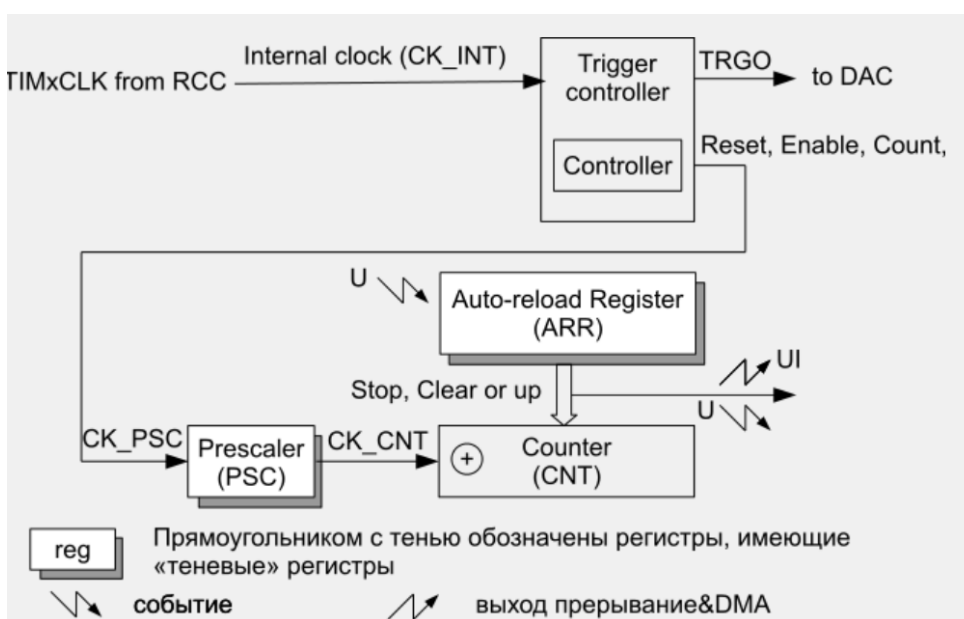 Internal clock (CK_INT)
TIMxCLK from RCC
Trigger
controller
TRGO
to DAC
Controller
Reset, Enable, Count,
U
Auto-reload Register
(ARR)
UI
Stop, Clear or up
U
CK_PSC
Prescaler
(PSC)
CK_CNT
+
Counter
(CNT)
reg
Прямоугольником с тенью обозначены регистры, имеющие
«теневые» регистры
событие
выход прерывание&DMA